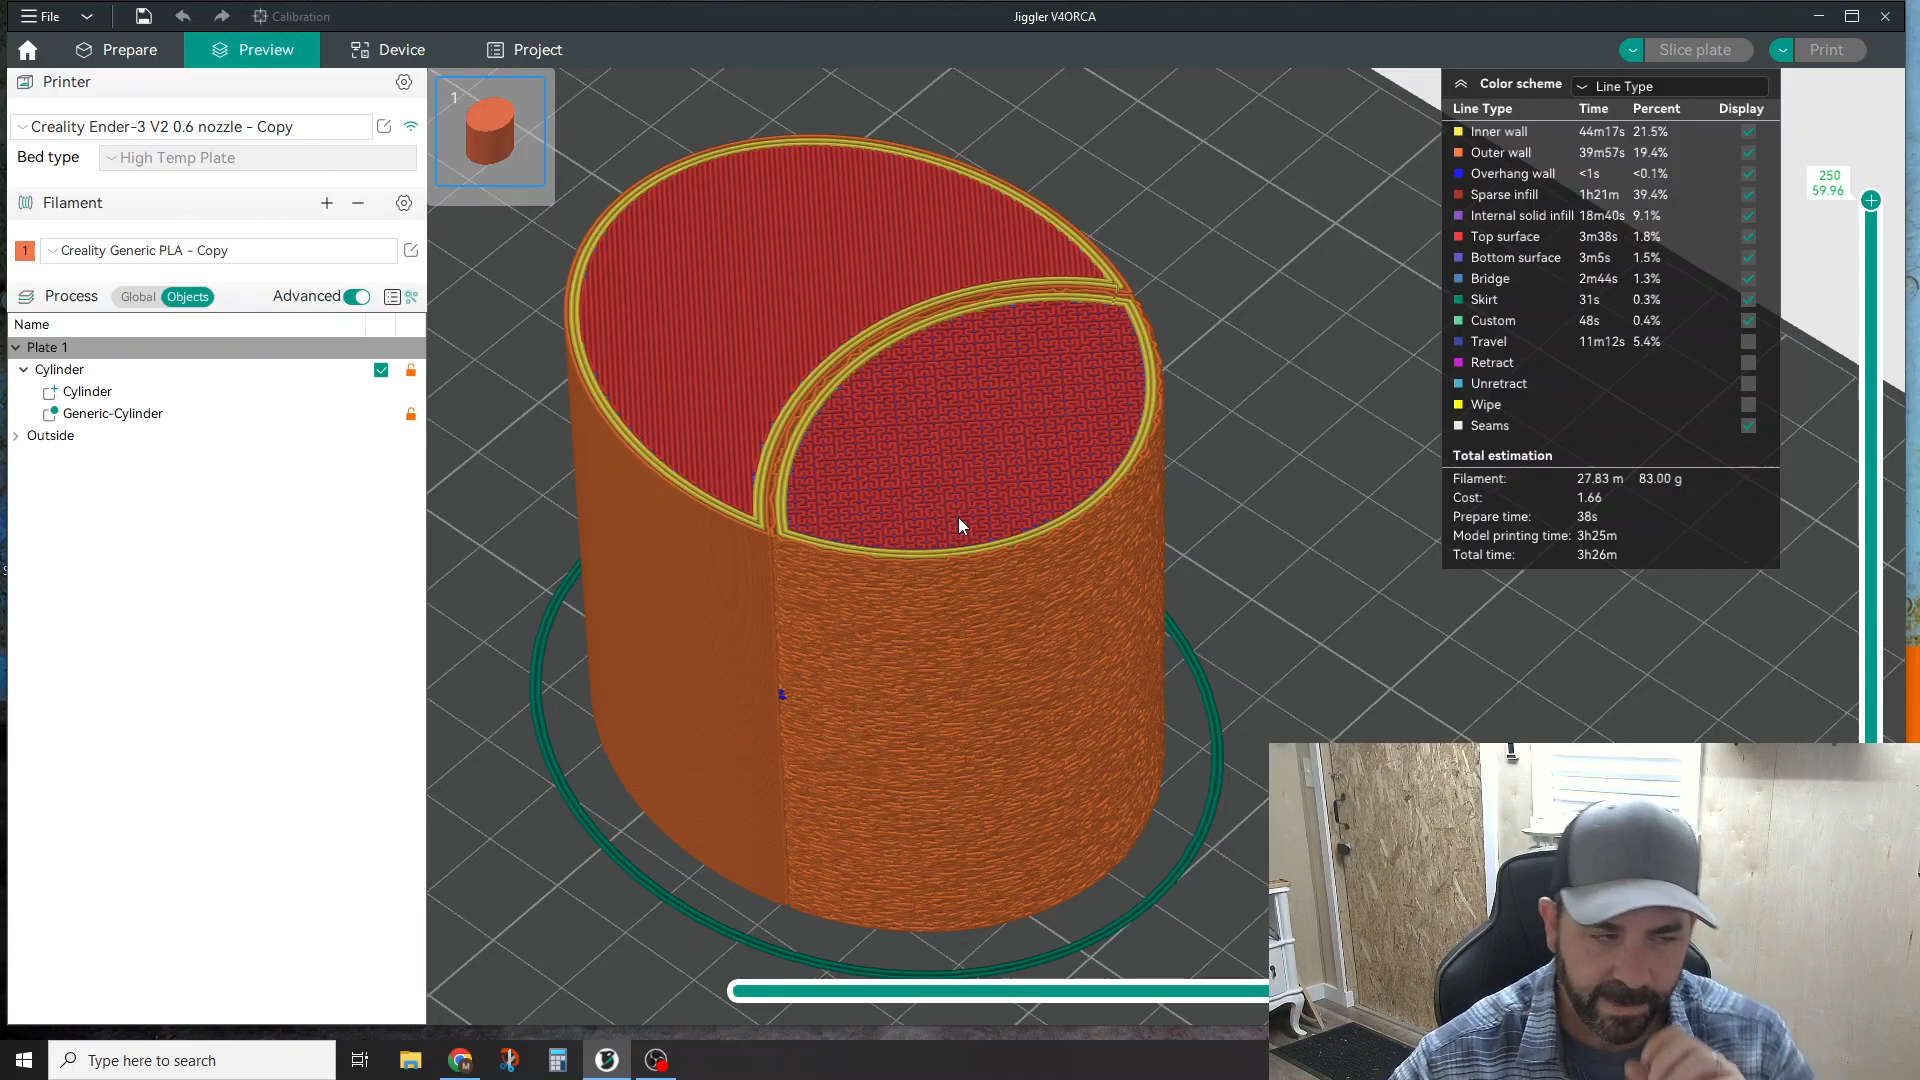 File
Calibration
Jiggler V4ORCA
Prepare
Preview
Device
Project
Slice plate
Print
Printer
Creality Ender-3 V2 0.6 nozzle - Copy
Bed type
High Temp Plate
Filament
1
Creality Generic PLA - Copy
Process
Global
Objects
Advanced
Name
Plate 1
Cylinder
Cylinder
Generic-Cylinder
Outside
1
Color scheme
Line Type
Line Type Time Percent Display
Inner wall 44m17s 21.5%
Outer wall 39m57s 19.4%
Overhang wall <1s <0.1%
Sparse infill 1h21m 39.4%
Internal solid infill 18m40s 9.1%
Top surface 3m38s 1.8%
Bottom surface 3m5s 1.5%
Bridge 2m44s 1.3%
Skirt 31s 0.3%
Custom 48s 0.4%
Travel 11m12s 5.4%
Retract
Unretract
Wipe
Seams
Total estimation
Filament: 27.83 m 83.00 g
Cost: 1.66
Prepare time: 38s
Model printing time: 3h25m
Total time: 3h26m
250
59.96
Type here to search